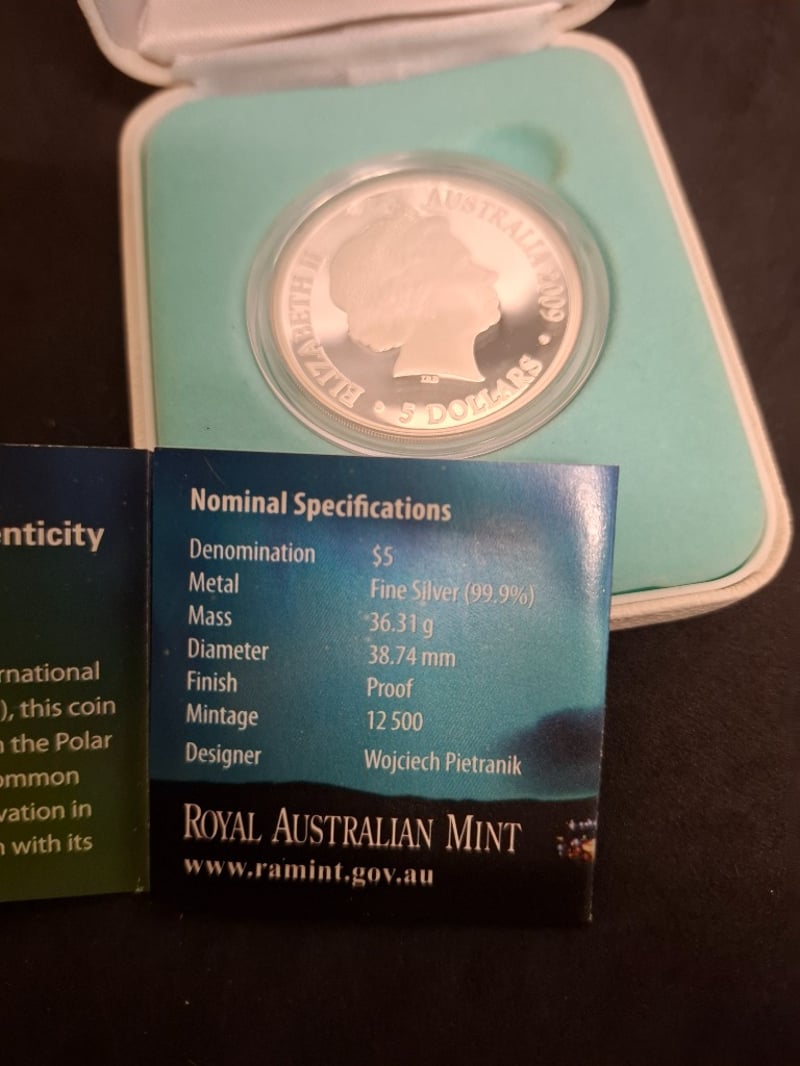 ELIZABETH II
AUSTRALIA 2009
• 5 DOLLARS •
IRB
enticity
rnational
), this coin
n the Polar
ommon
vation in
n with its
Nominal Specifications
Denomination $5
Metal Fine Silver (99.9%)
Mass 36.31 g
Diameter 38.74 mm
Finish Proof
Mintage 12 500
Designer Wojciech Pietranik
ROYAL AUSTRALIAN MINT
www.ramint.gov.au